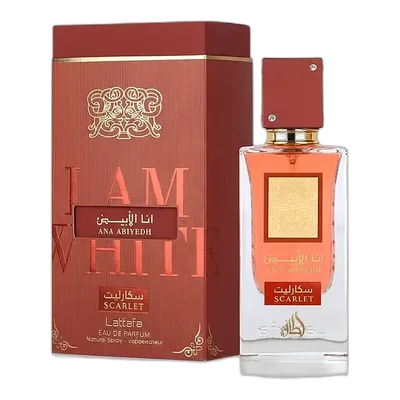 I AM
WHITE
انا الأبيض
ANA ABIYEDH
سكارليت
SCARLET
Lattafa
EAU DE PARFUM
Natural Spray - vaporisateur
انا الأبيض
ANA ABIYEDH
سكارليت
SCARLET
لطافة